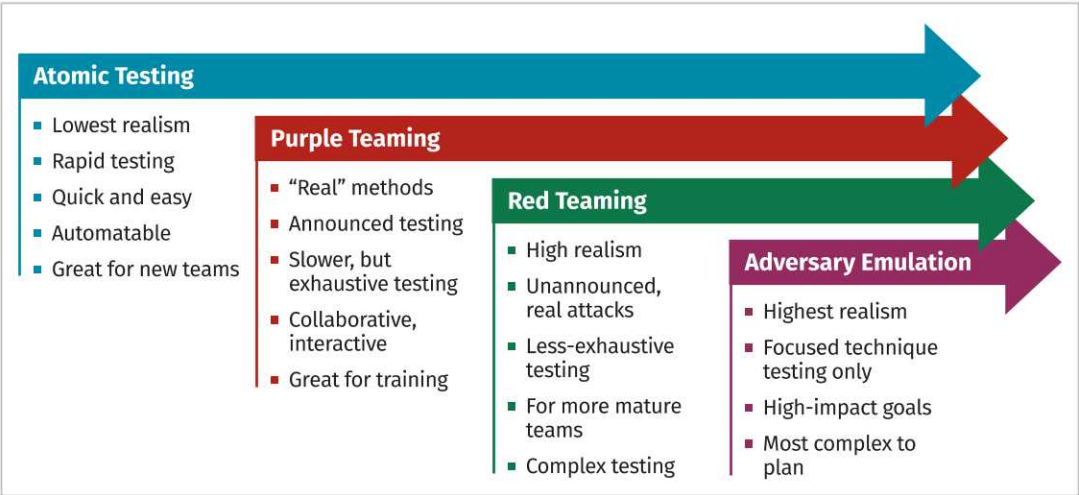 Atomic Testing
▪ Lowest realism
▪ Rapid testing
▪ Quick and easy
▪ Automatable
▪ Great for new teams
Purple Teaming
▪ “Real” methods
▪ Announced testing
▪ Slower, but
exhaustive testing
▪ Collaborative,
interactive
▪ Great for training
Red Teaming
▪ High realism
▪ Unannounced,
real attacks
▪ Less-exhaustive
testing
▪ For more mature
teams
▪ Complex testing
Adversary Emulation
▪ Highest realism
▪ Focused technique
testing only
▪ High-impact goals
▪ Most complex to
plan